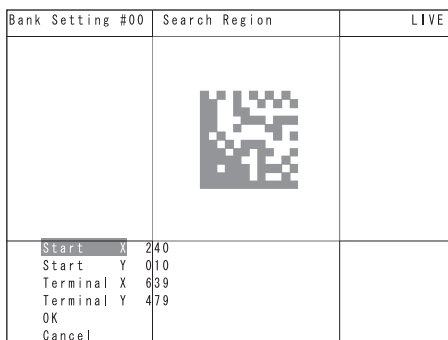 Bank Setting #00 Search Region LIVE
Start X 240
Start Y 010
Terminal X 639
Terminal Y 479
OK
Cancel